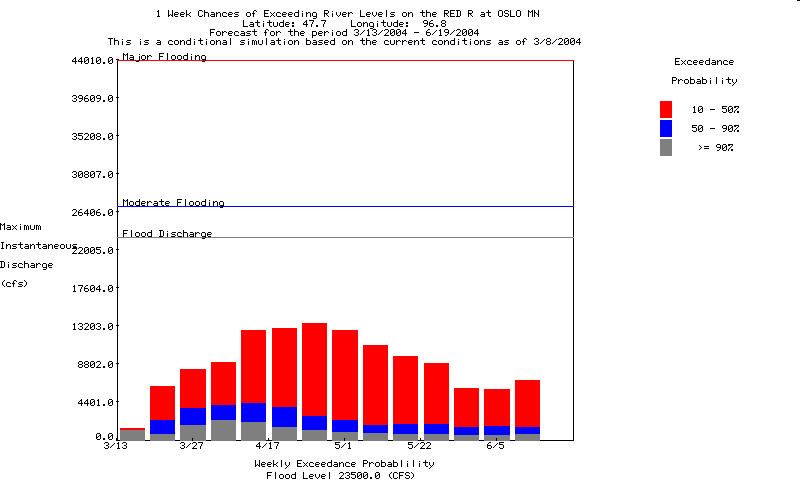 1 Week Chances of Exceeding River Levels on the RED R at OSLO MN
Latitude: 47.7 Longitude: 96.8
Forecast for the period 3/13/2004 - 6/19/2004
This is a conditional simulation based on the current conditions as of 3/8/2004
Exceedance
Probability
10 - 50%
50 - 90%
>= 90%
Major Flooding
Moderate Flooding
Flood Discharge
Maximum
Instantaneous
Discharge
(cfs)
44010.0
39609.0
35208.0
30807.0
26406.0
22005.0
17604.0
13203.0
8802.0
4401.0
0.0
3/13 3/27 4/17 5/1 5/22 6/5
Weekly Exceedance Probablility
Flood Level 23500.0 (CFS)